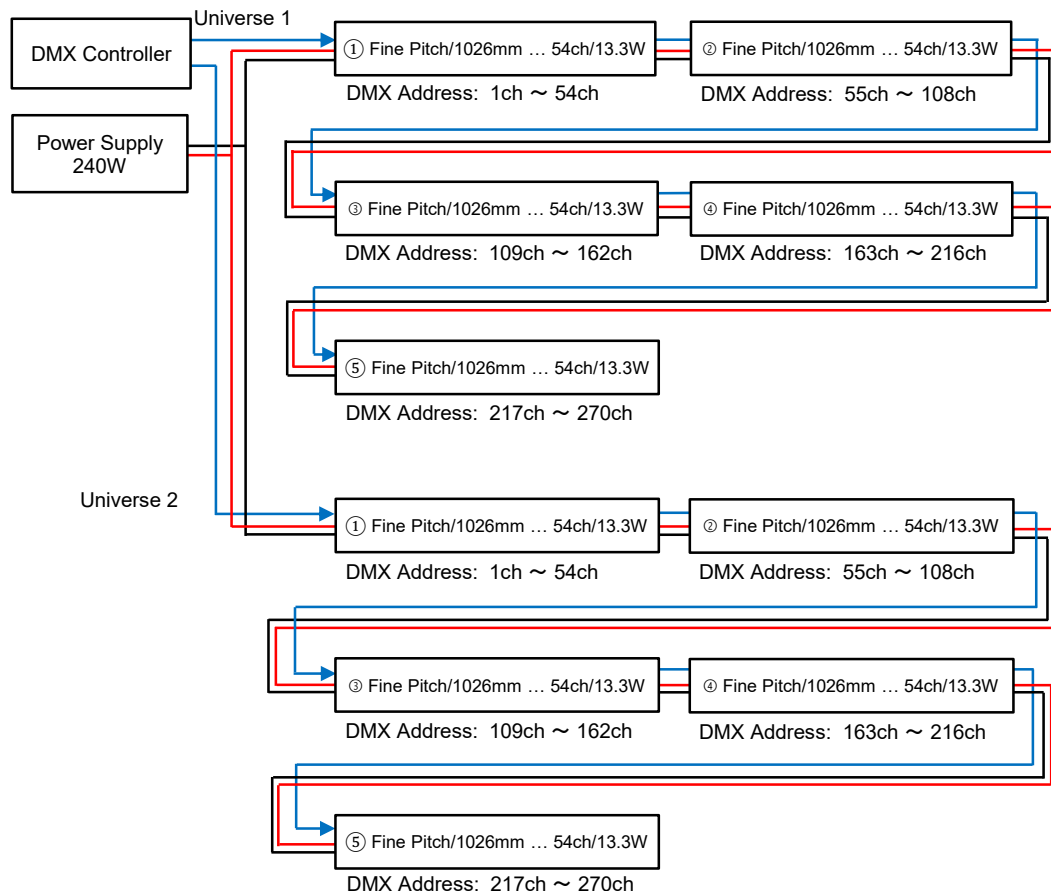 Universe 1
DMX Controller
Power Supply
240W
① Fine Pitch/1026mm … 54ch/13.3W
DMX Address: 1ch ~ 54ch
② Fine Pitch/1026mm … 54ch/13.3W
DMX Address: 55ch ~ 108ch
③ Fine Pitch/1026mm … 54ch/13.3W
DMX Address: 109ch ~ 162ch
④ Fine Pitch/1026mm … 54ch/13.3W
DMX Address: 163ch ~ 216ch
⑤ Fine Pitch/1026mm … 54ch/13.3W
DMX Address: 217ch ~ 270ch
Universe 2
① Fine Pitch/1026mm … 54ch/13.3W
DMX Address: 1ch ~ 54ch
② Fine Pitch/1026mm … 54ch/13.3W
DMX Address: 55ch ~ 108ch
③ Fine Pitch/1026mm … 54ch/13.3W
DMX Address: 109ch ~ 162ch
④ Fine Pitch/1026mm … 54ch/13.3W
DMX Address: 163ch ~ 216ch
⑤ Fine Pitch/1026mm … 54ch/13.3W
DMX Address: 217ch ~ 270ch